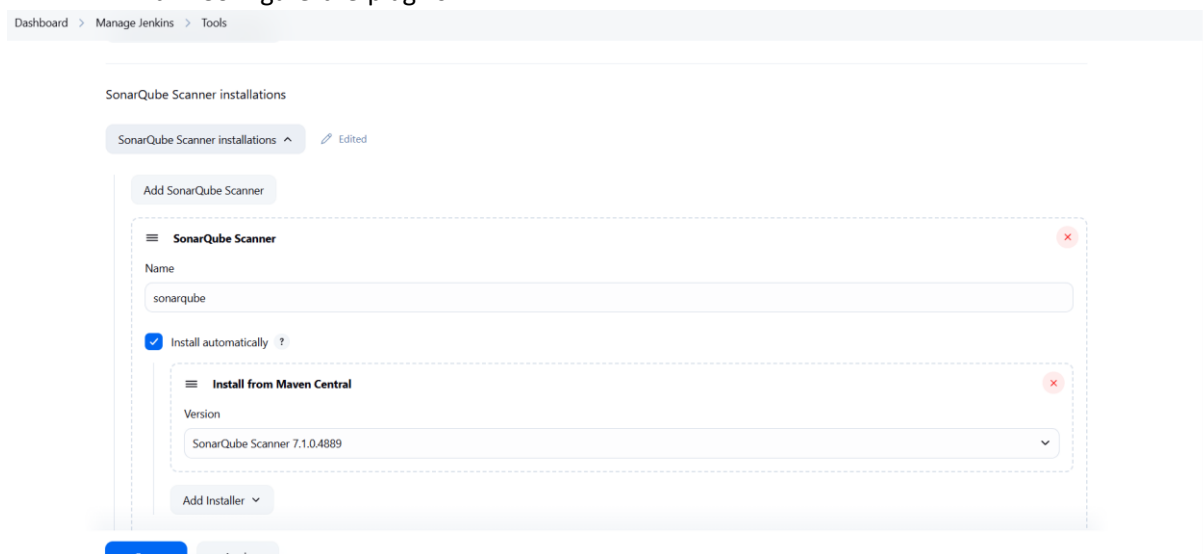 Dashboard > Manage Jenkins > Tools
SonarQube Scanner installations
SonarQube Scanner installations
Edited
Add SonarQube Scanner
SonarQube Scanner
Name
sonarqube
Install automatically ?
Install from Maven Central
Version
SonarQube Scanner 7.1.0.4889
Add Installer